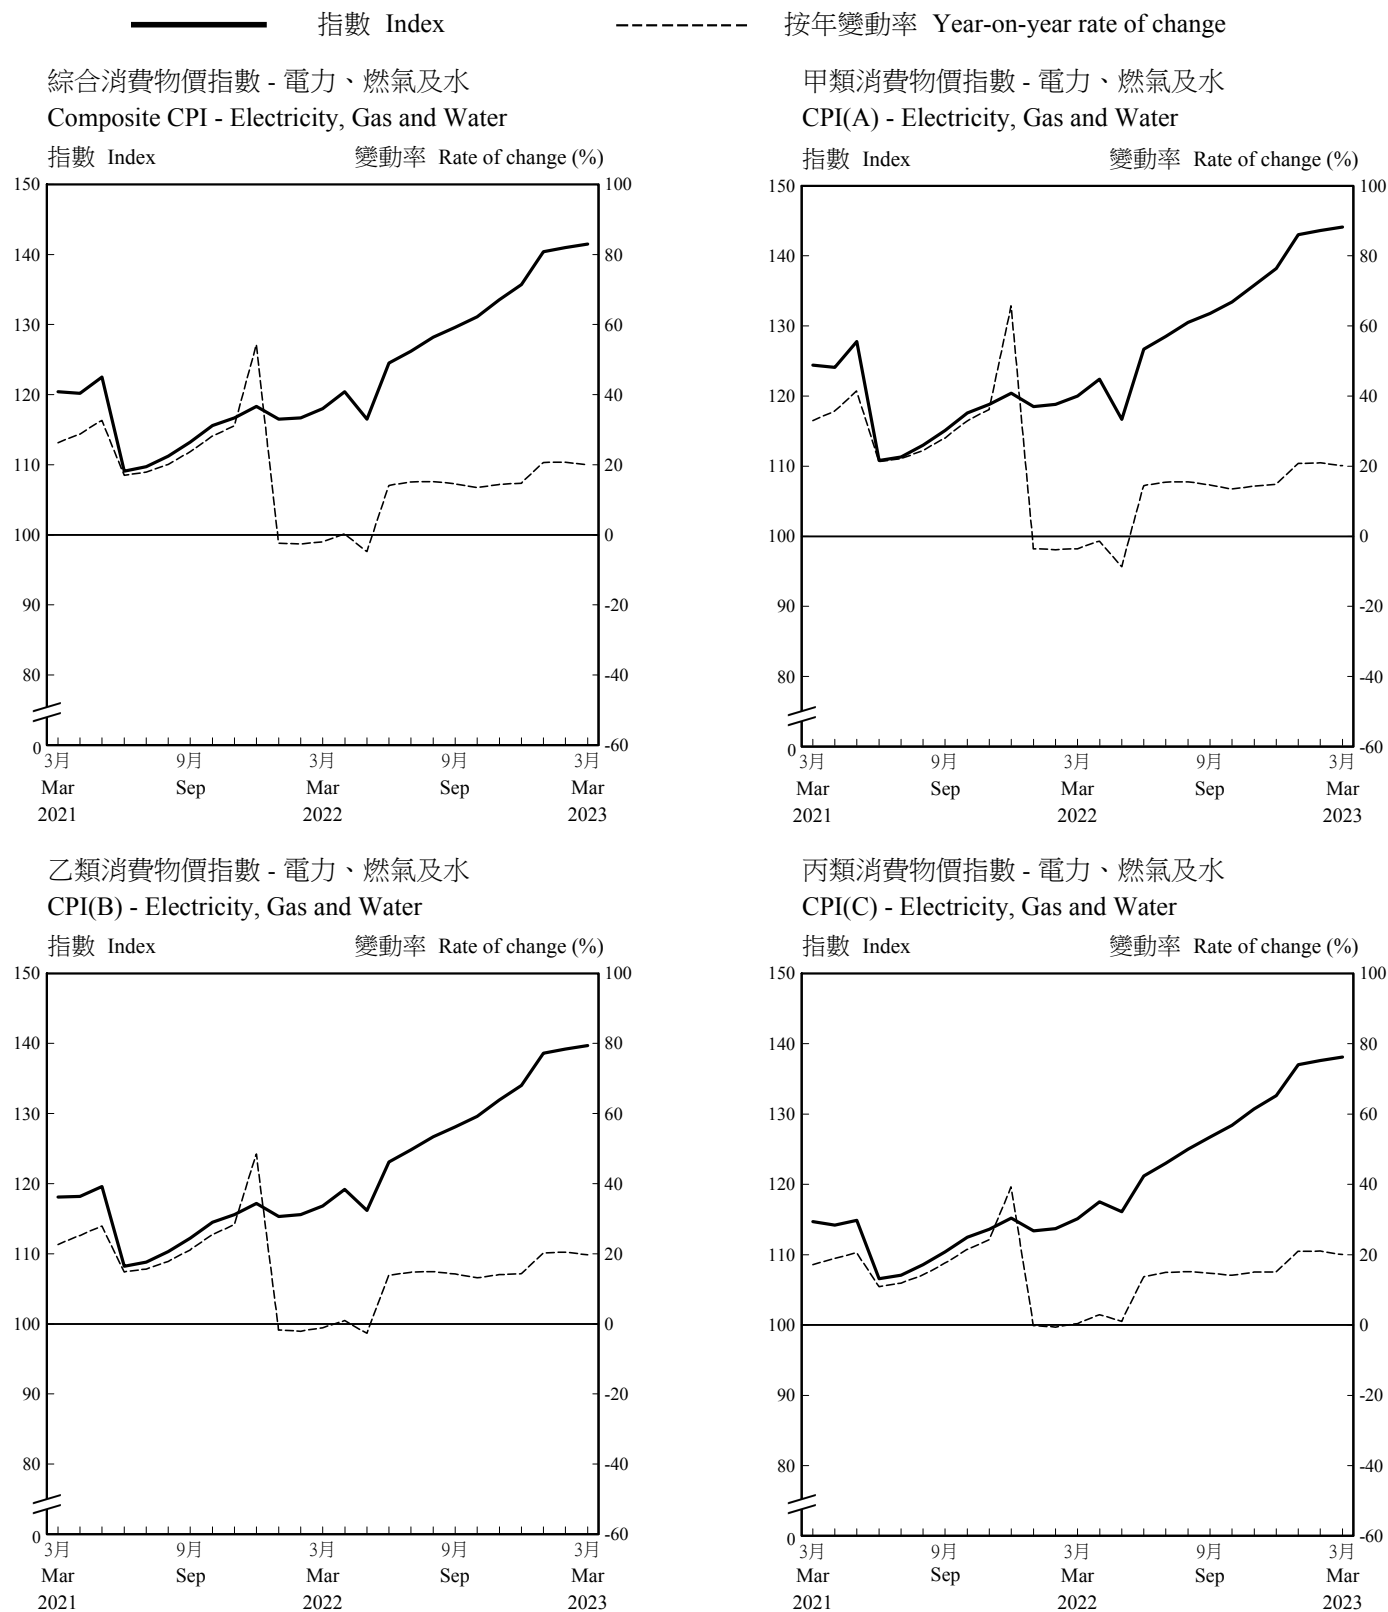 指數 Index 按年變動率 Year-on-year rate of change
綜合消費物價指數 - 電力、燃氣及水
Composite CPI - Electricity, Gas and Water
指數 Index 變動率 Rate of change (%)
150 100
140 80
130 60
120 40
110 20
100 0
90 -20
80 -40
0 -60
3月 9月 3月 9月 3月
Mar Sep Mar Sep Mar
2021 2022 2023
甲類消費物價指數 - 電力、燃氣及水
CPI(A) - Electricity, Gas and Water
指數 Index 變動率 Rate of change (%)
150 100
140 80
130 60
120 40
110 20
100 0
90 -20
80 -40
0 -60
3月 9月 3月 9月 3月
Mar Sep Mar Sep Mar
2021 2022 2023
乙類消費物價指數 - 電力、燃氣及水
CPI(B) - Electricity, Gas and Water
指數 Index 變動率 Rate of change (%)
150 100
140 80
130 60
120 40
110 20
100 0
90 -20
80 -40
0 -60
3月 9月 3月 9月 3月
Mar Sep Mar Sep Mar
2021 2022 2023
丙類消費物價指數 - 電力、燃氣及水
CPI(C) - Electricity, Gas and Water
指數 Index 變動率 Rate of change (%)
150 100
140 80
130 60
120 40
110 20
100 0
90 -20
80 -40
0 -60
3月 9月 3月 9月 3月
Mar Sep Mar Sep Mar
2021 2022 2023